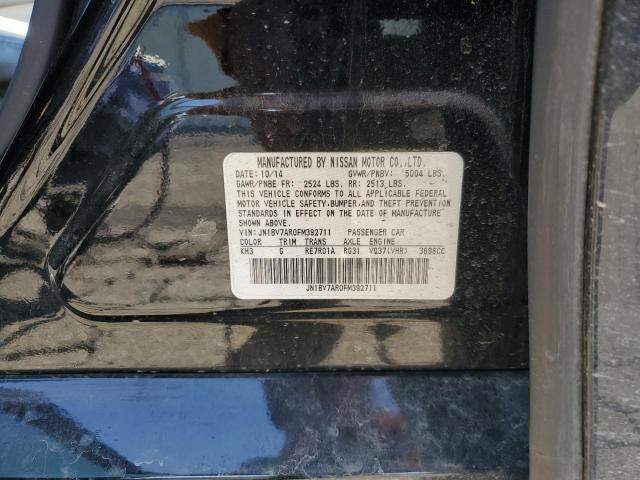 MANUFACTURED BY NISSAN MOTOR CO.,LTD.
DATE: 10/14 GVWR/PNBV: 5004 LBS.
GAWR/PNBE FR: 2524 LBS. RR: 2513 LBS.
THIS VEHICLE CONFORMS TO ALL APPLICABLE FEDERAL
MOTOR VEHICLE SAFETY,BUMPER,AND THEFT PREVENTION
STANDARDS IN EFFECT ON THE DATE OF MANUFACTURE
SHOWN ABOVE.
VIN: JN1BV7AR0FM392711 PASSENGER CAR
COLOR TRIM TRANS AXLE ENGINE
KH3 G RE7R01A RG31 VQ37(VHR) 3696CC
JN1BV7AR0FM392711